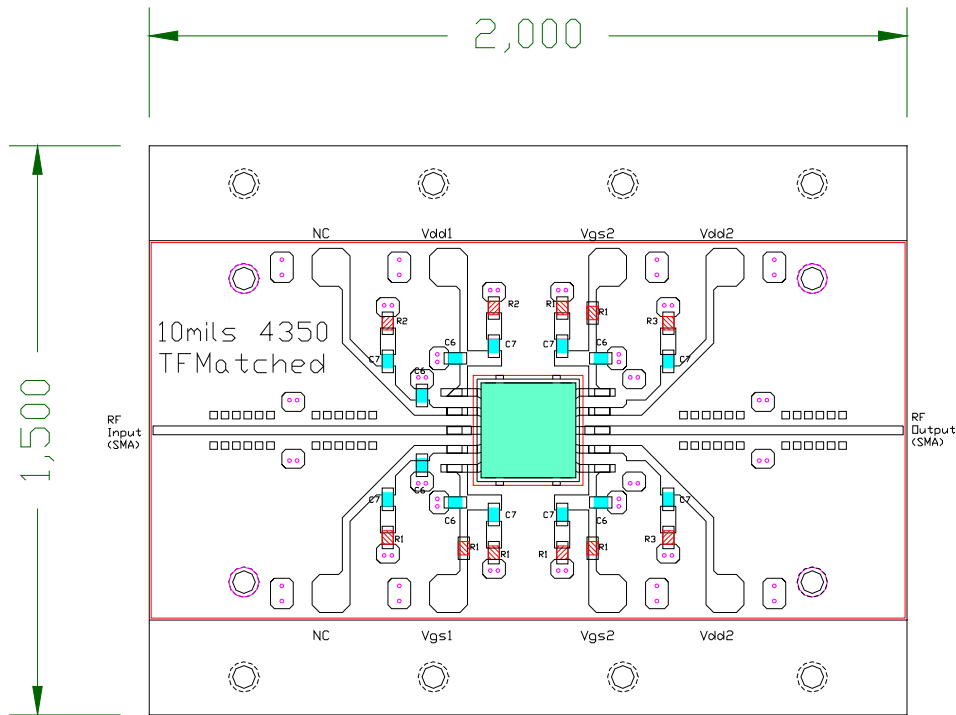 2,000
NC Vdd1 Vgs2 Vdd2
R2 R1 R1
10mils 4350 R2 R3
TFMatched
C6 C7 C7 C6
C7 C7
C6
1,500
RF
Input
(SMA)
RF
Output
(SMA)
C6
C7 C7
C6 C7 C7 C6
R1 R3
R1 R1 R1 R1
NC Vgs1 Vgs2 Vdd2